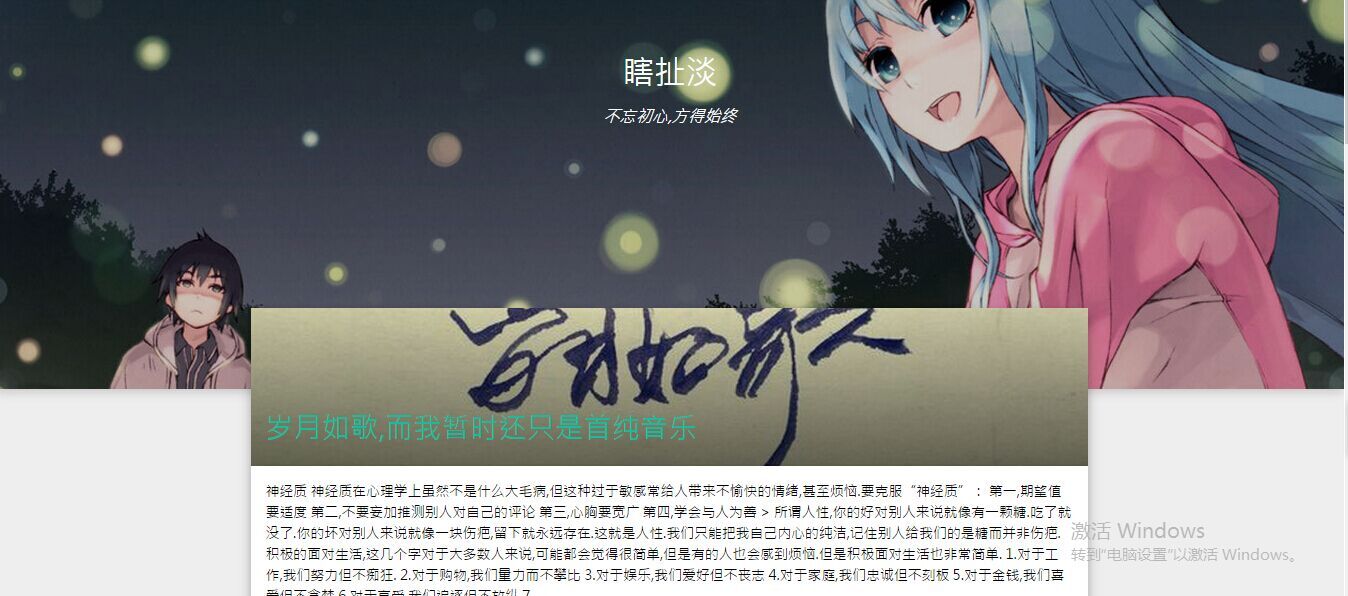 瞎扯淡
不忘初心,方得始终
岁月如歌
岁月如歌,而我暂时还只是首纯音乐
神经质 神经质在心理学上虽然不是什么大毛病,但这种过于敏感常给人带来不愉快的情绪,甚至烦恼.要克服“神经质” ：第一,期望值
要适度 第二,不要妄加推测别人对自己的评论 第三,心胸要宽广 第四,学会与人为善 > 所谓人性,你的好对别人来说就像有一颗糖.吃了就
没了.你的坏对别人来说就像一块伤疤,留下就永远存在.这就是人性.我们只能把我自己内心的纯洁,记住别人给我们的是糖而并非伤疤.
积极的面对生活,这几个字对于大多数人来说,可能都会觉得很简单,但是有的人也会感到烦恼.但是积极面对生活也非常简单. 1.对于工
作,我们努力但不痴狂. 2.对于购物,我们量力而不攀比 3.对于娱乐,我们爱好但不丧志 4.对于家庭,我们忠诚但不刻板 5.对于金钱,我们喜
爱但不贪婪 6.对于享受,我们追逐但不放纵 7.
激活 Windows
转到“电脑设置”以激活 Windows。